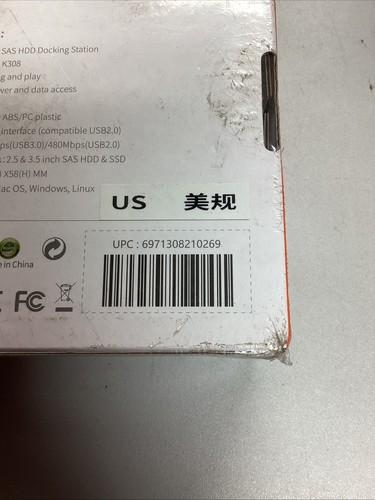 :
SAS HDD Docking Station
K308
g and play
wer and data access
ABS/PC plastic
interface (compatible USB2.0)
ps(USB3.0)/480Mbps(USB2.0)
: 2.5 & 3.5 inch SAS HDD & SSD
X58(H) MM
ac OS, Windows, Linux
US 美规
UPC : 6971308210269
e in China
FC